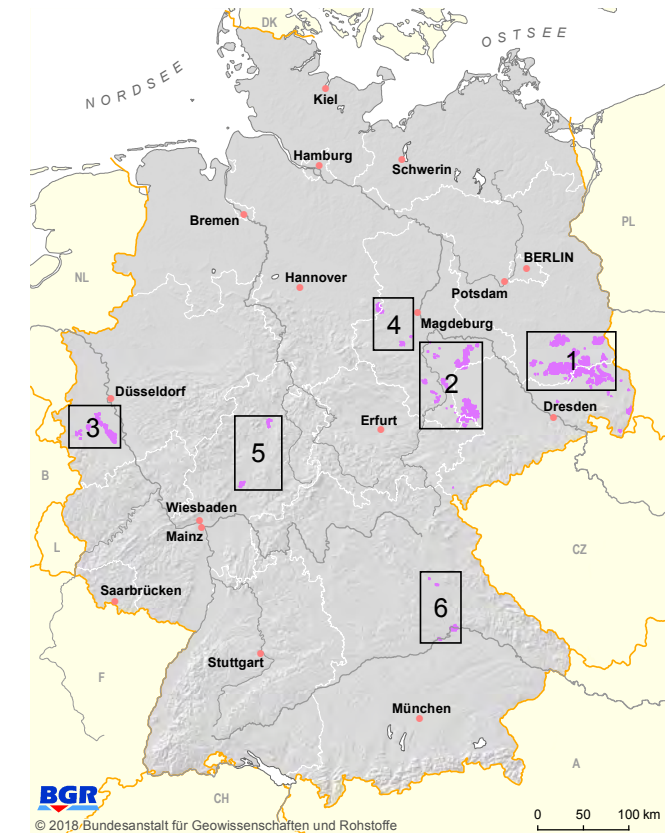 DK
OSTSEE
NORDSEE
Kiel
Hamburg
Schwerin
Bremen
PL
BERLIN
NL
Hannover
Potsdam
4
Magdeburg
1
2
Düsseldorf
Dresden
3
Erfurt
5
B
Wiesbaden
Mainz
L
CZ
Saarbrücken
6
Stuttgart
F
München
A
BGR
CH
0 50 100 km
© 2018 Bundesanstalt für Geowissenschaften und Rohstoffe